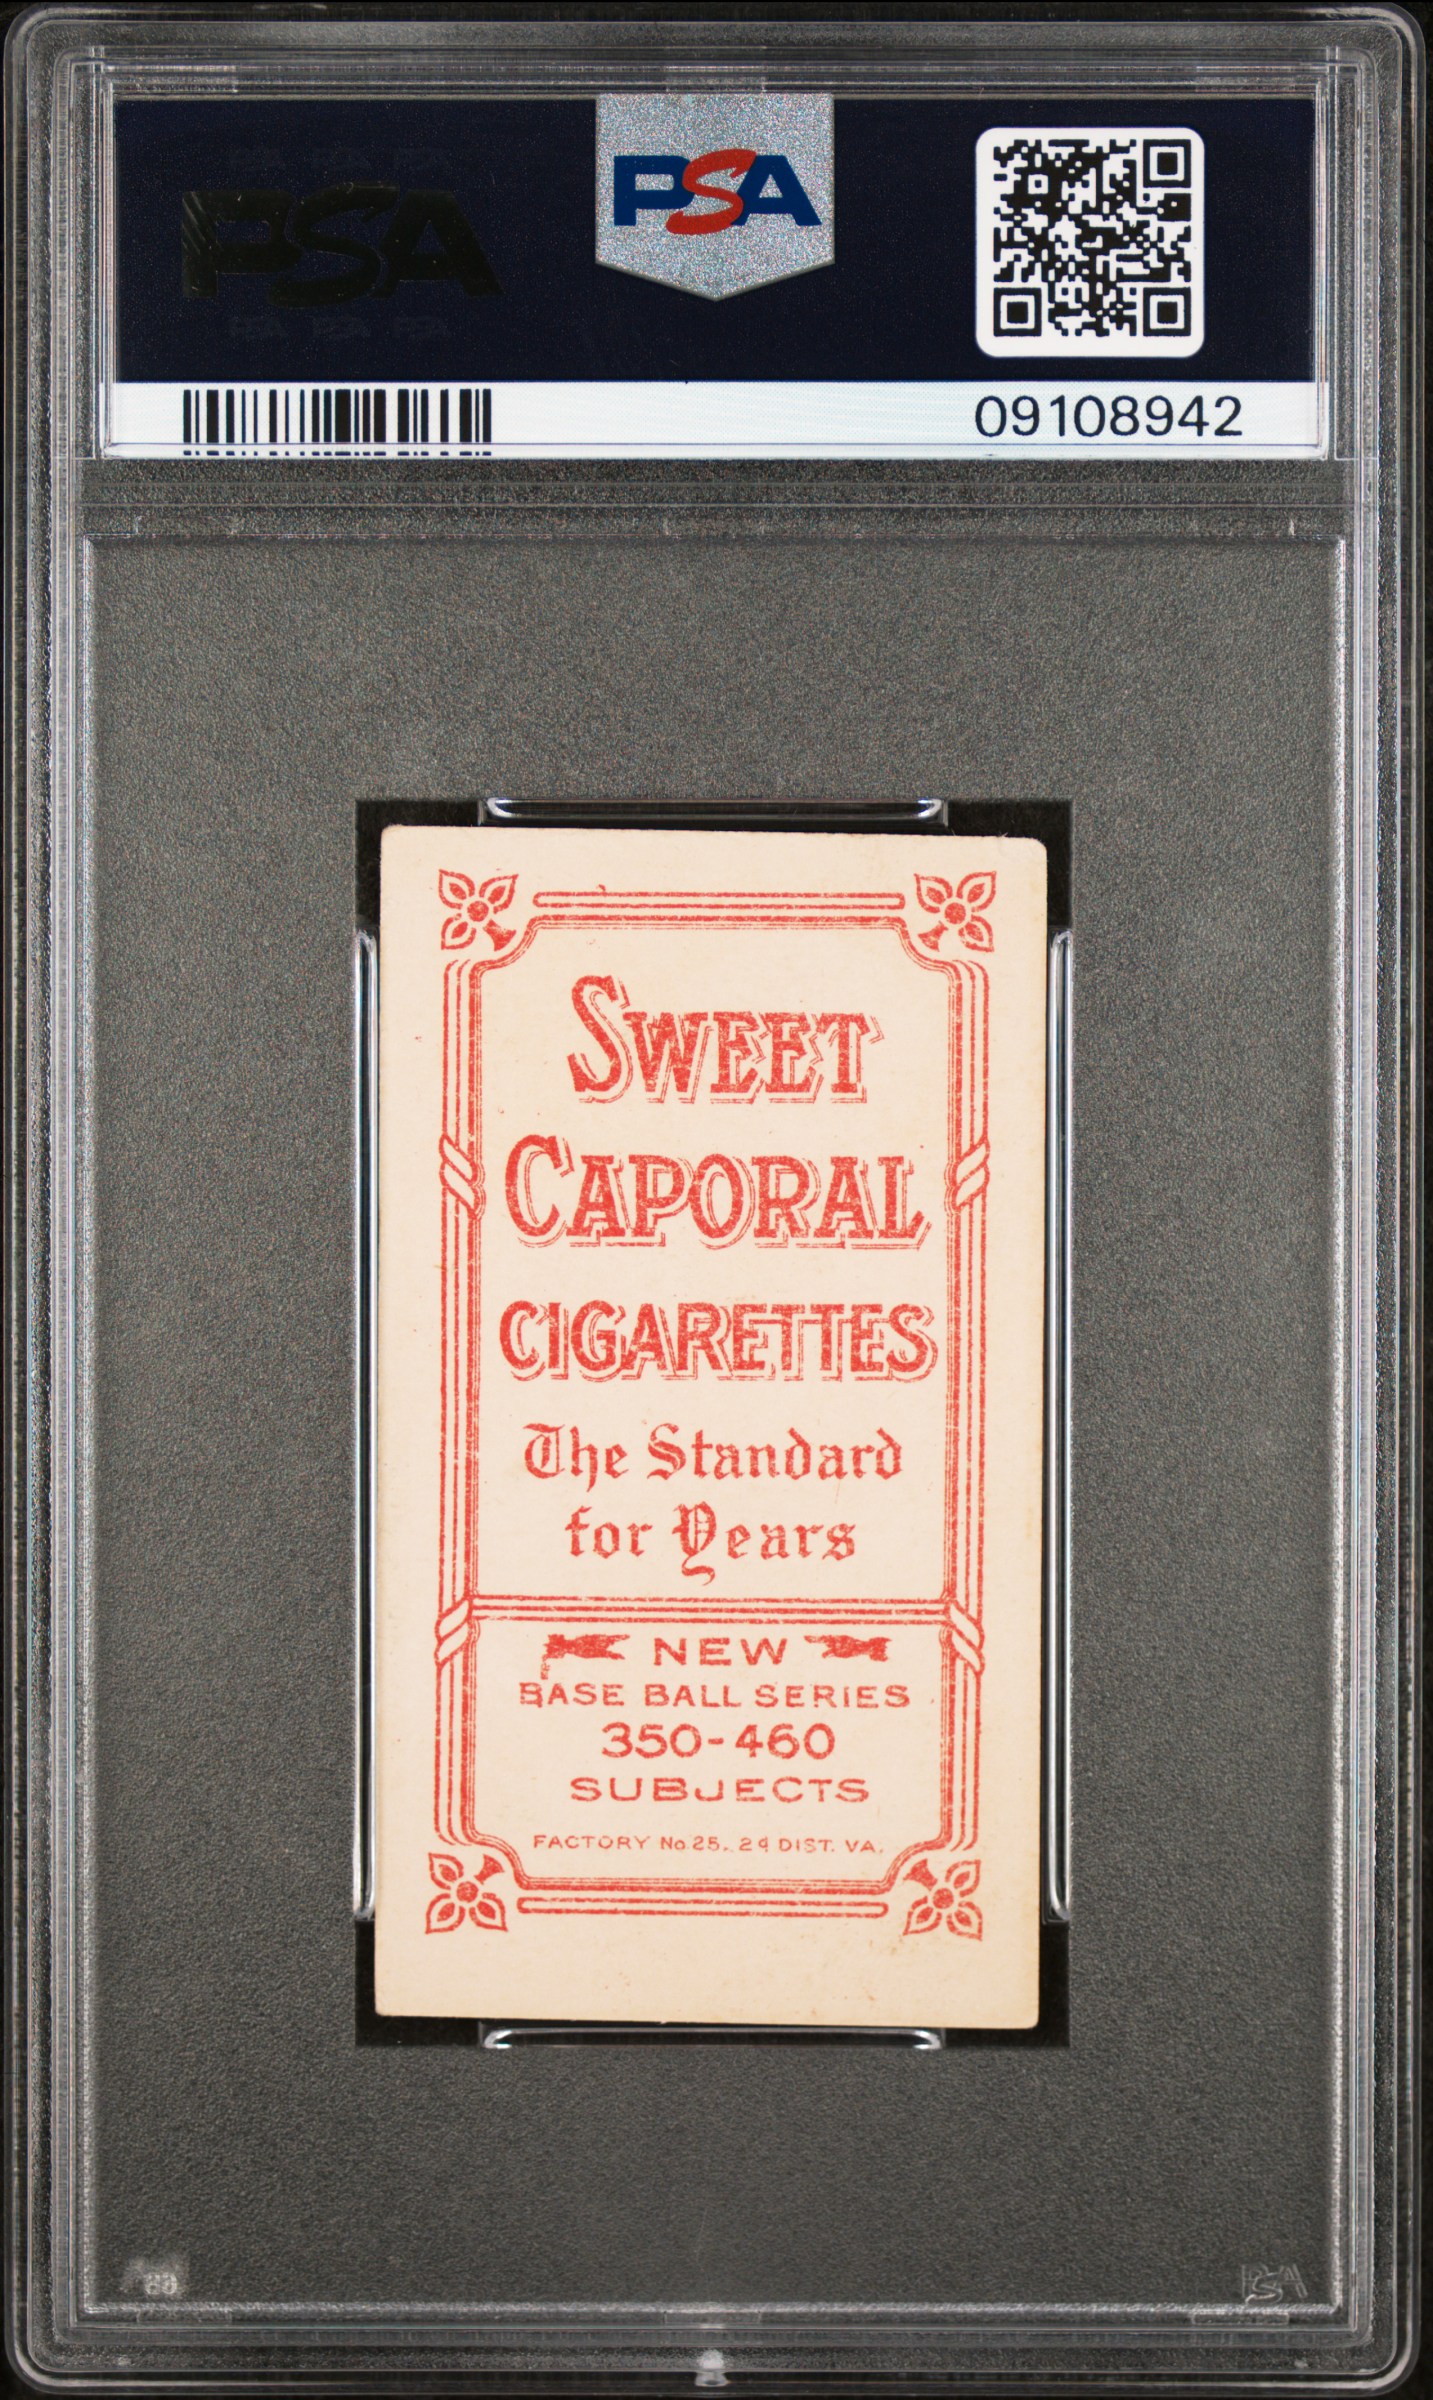 PSA
PSA
09108942
SWEET
CAPORAL
CIGARETTES
The Standard
for Years
NEW
BASE BALL SERIES
350-460
SUBJECTS
FACTORY No 25, 2d DIST. VA.
PSA